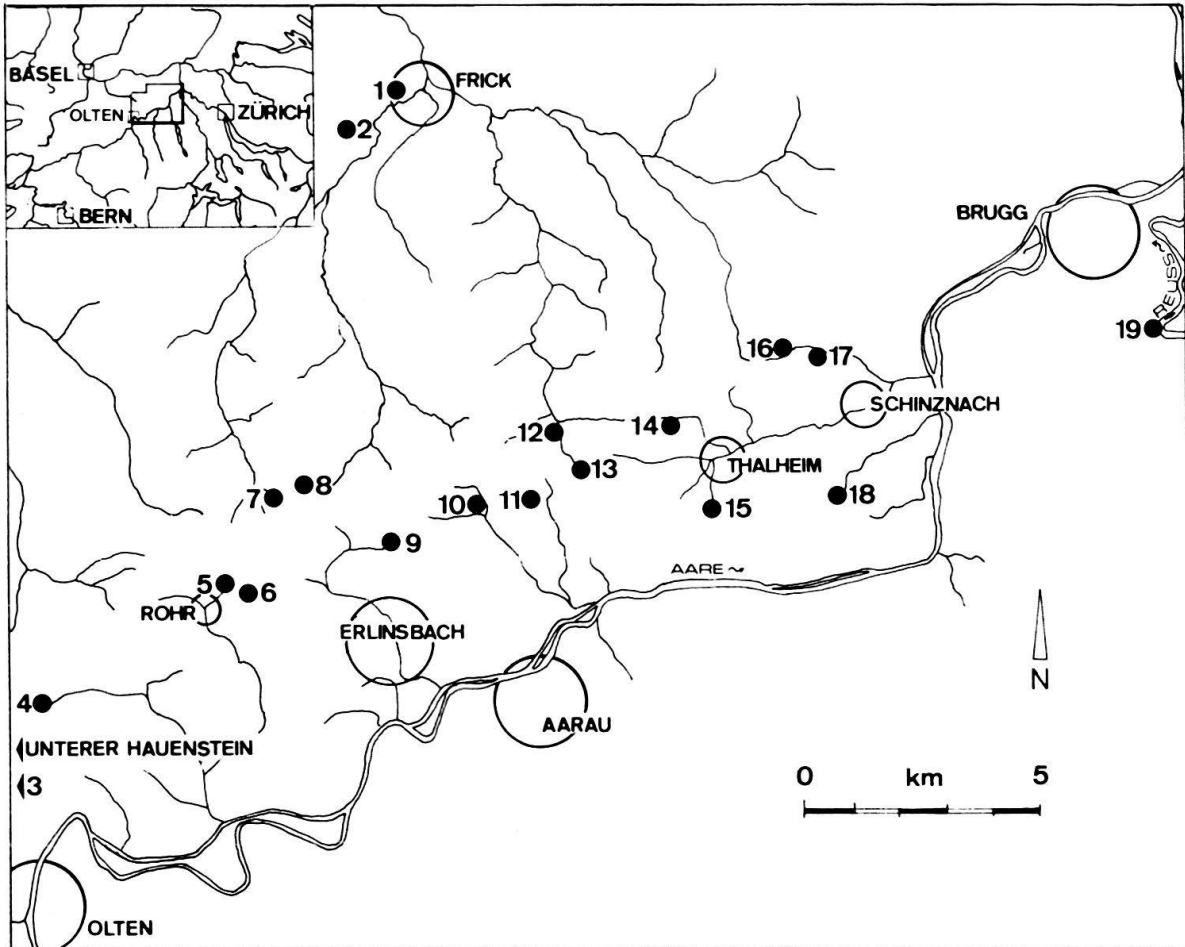 BASEL
OLTEN
ZÜRICH
BERN
1
FRICK
2
BRUGG
REUSS
19
16
17
SCHINZNACH
12
14
13
THALHEIM
8
7
10
11
18
15
9
AARE
5
6
ROHR
ERLINSBACH
N
4
AARAU
UNTERER HAUENSTEIN
3
0 km 5
OLTEN